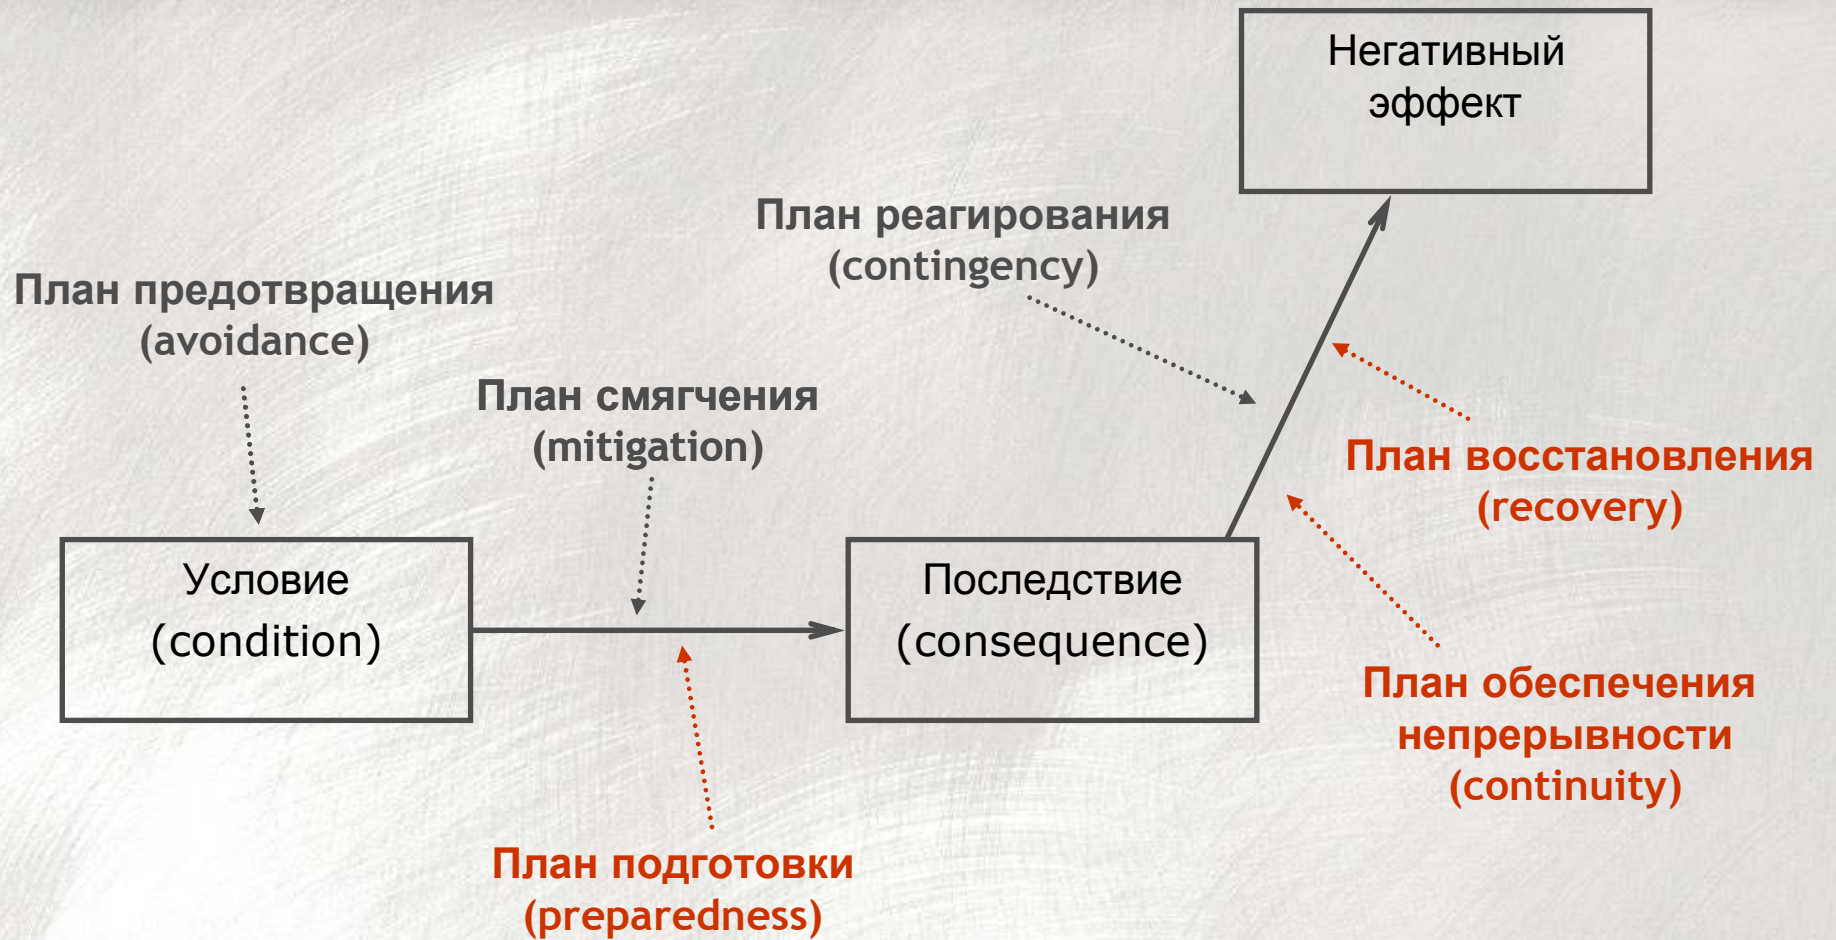 Негативный
эффект
План реагирования
(contingency)
План предотвращения
(avoidance)
План смягчения
(mitigation)
План восстановления
(recovery)
Условие
(condition)
Последствие
(consequence)
План обеспечения
непрерывности
(continuity)
План подготовки
(preparedness)